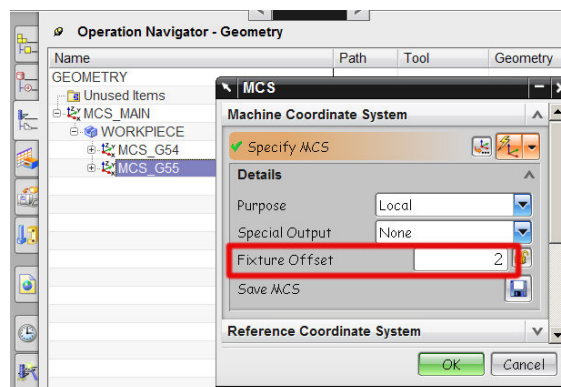 Operation Navigator - Geometry
Name Path Tool Geometry
GEOMETRY
Unused Items
MCS_MAIN
WORKPIECE
MCS_G54
MCS_G55
MCS
Machine Coordinate System
Specify MCS
Details
Purpose Local
Special Output None
Fixture Offset 2
Save MCS
Reference Coordinate System
OK Cancel